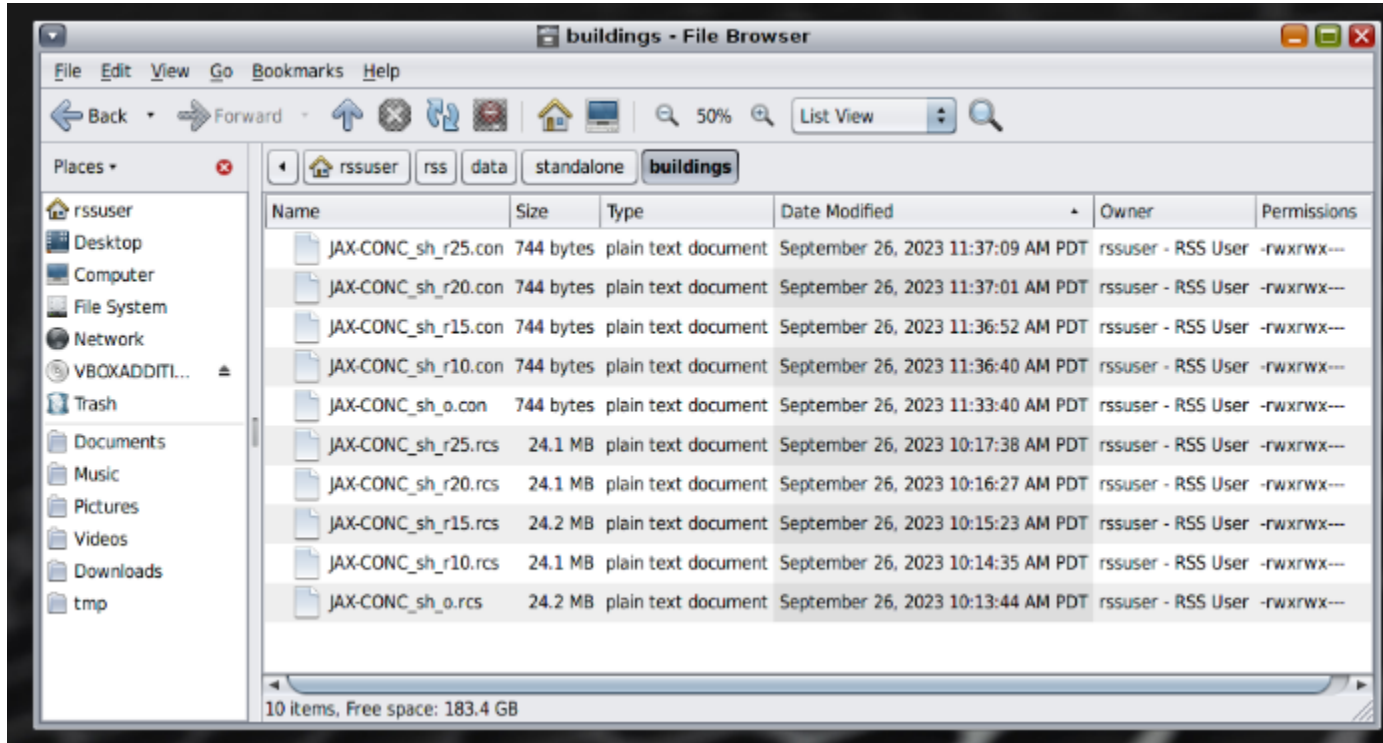 buildings - File Browser
File Edit View Go Bookmarks Help
Back Forward 50% List View
Places rssuser rss data standalone buildings
rssuser
Desktop
Computer
File System
Network
VBOXADDITI...
Trash
Documents
Music
Pictures
Videos
Downloads
tmp
Name Size Type Date Modified Owner Permissions
JAX-CONC_sh_r25.con 744 bytes plain text document September 26, 2023 11:37:09 AM PDT rssuser - RSS User -rwxrwx---
JAX-CONC_sh_r20.con 744 bytes plain text document September 26, 2023 11:37:01 AM PDT rssuser - RSS User -rwxrwx---
JAX-CONC_sh_r15.con 744 bytes plain text document September 26, 2023 11:36:52 AM PDT rssuser - RSS User -rwxrwx---
JAX-CONC_sh_r10.con 744 bytes plain text document September 26, 2023 11:36:40 AM PDT rssuser - RSS User -rwxrwx---
JAX-CONC_sh_o.con 744 bytes plain text document September 26, 2023 11:33:40 AM PDT rssuser - RSS User -rwxrwx---
JAX-CONC_sh_r25.rcs 24.1 MB plain text document September 26, 2023 10:17:38 AM PDT rssuser - RSS User -rwxrwx---
JAX-CONC_sh_r20.rcs 24.1 MB plain text document September 26, 2023 10:16:27 AM PDT rssuser - RSS User -rwxrwx---
JAX-CONC_sh_r15.rcs 24.2 MB plain text document September 26, 2023 10:15:23 AM PDT rssuser - RSS User -rwxrwx---
JAX-CONC_sh_r10.rcs 24.1 MB plain text document September 26, 2023 10:14:35 AM PDT rssuser - RSS User -rwxrwx---
JAX-CONC_sh_o.rcs 24.2 MB plain text document September 26, 2023 10:13:44 AM PDT rssuser - RSS User -rwxrwx---
10 items, Free space: 183.4 GB